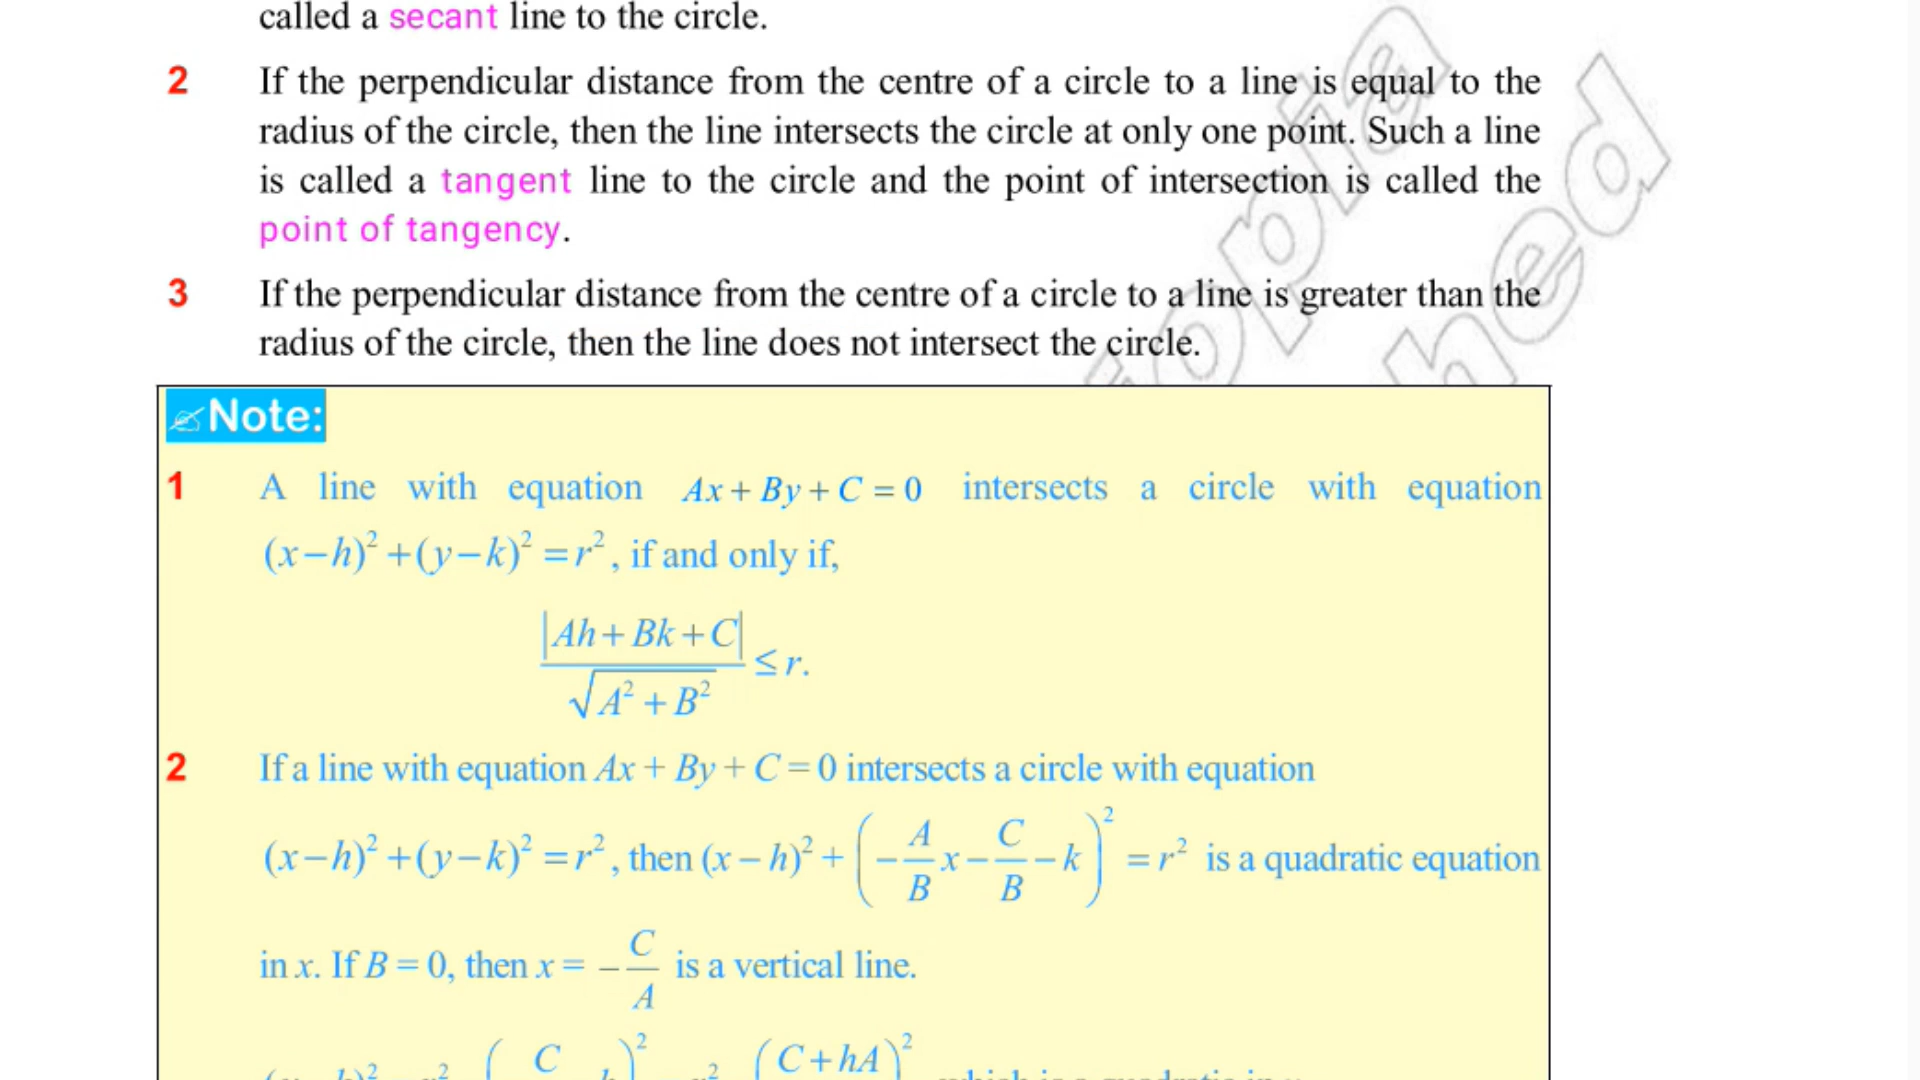 called a secant line to the circle.
2 If the perpendicular distance from the centre of a circle to a line is equal to the
radius of the circle, then the line intersects the circle at only one point. Such a line
is called a tangent line to the circle and the point of intersection is called the
point of tangency.
3 If the perpendicular distance from the centre of a circle to a line is greater than the
radius of the circle, then the line does not intersect the circle.
Note:
1 A line with equation Ax + By + C = 0 intersects a circle with equation
(x−h)² + (y−k)² = r², if and only if,
|Ah + Bk + C| / √(A² + B²) ≤ r.
2 If a line with equation Ax + By + C = 0 intersects a circle with equation
(x−h)² + (y−k)² = r², then (x − h)² + (−A/B x − C/B − k)² = r² is a quadratic equation
in x. If B = 0, then x = −C/A is a vertical line.